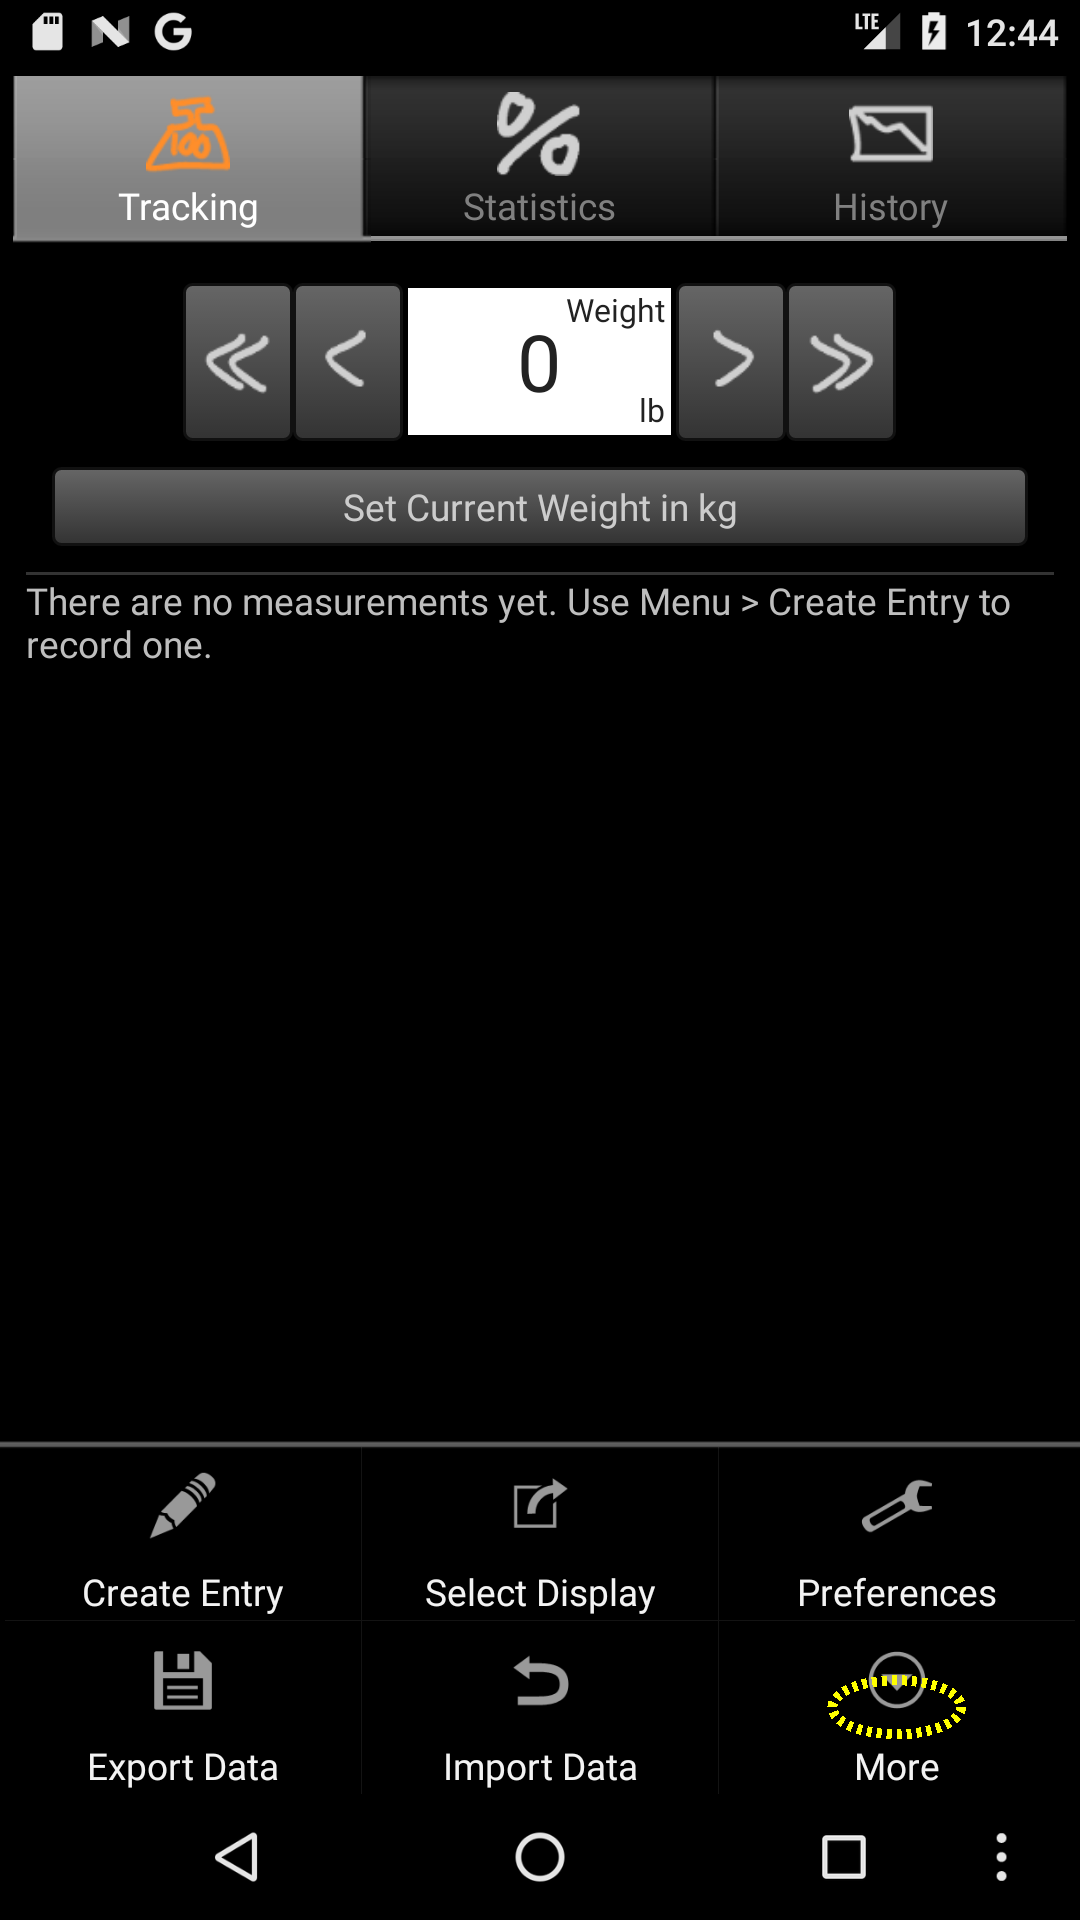 LTE 12:44
100
Tracking
Statistics
History
Weight
0
lb
Set Current Weight in kg
There are no measurements yet. Use Menu > Create Entry to
record one.
Create Entry
Select Display
Preferences
Export Data
Import Data
More